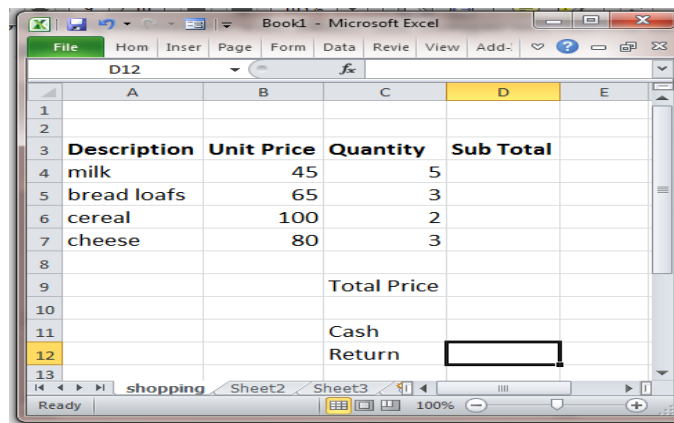 Book1 - Microsoft Excel
File Hom Inser Page Form Data Revie View Add-:
D12 fx
A B C D E
1
2
3 Description Unit Price Quantity Sub Total
4 milk 45 5
5 bread loafs 65 3
6 cereal 100 2
7 cheese 80 3
8
9 Total Price
10
11 Cash
12 Return
13
shopping Sheet2 Sheet3
Ready 100%